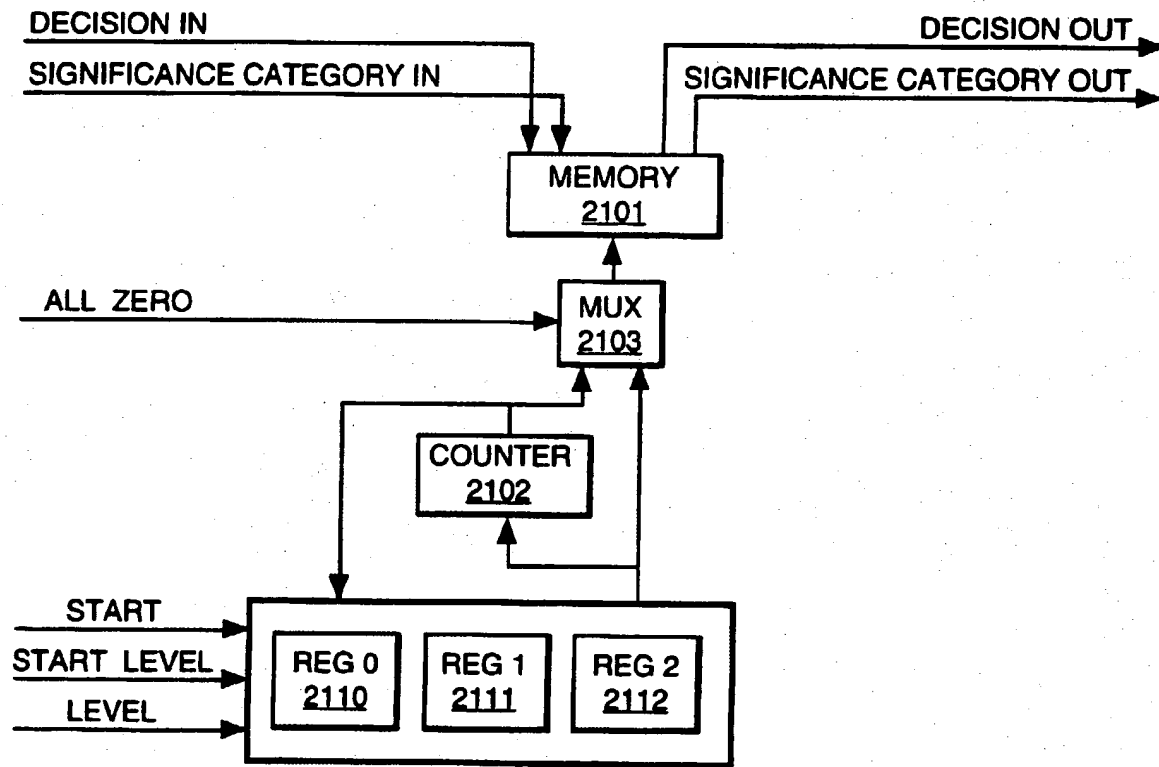 DECISION IN
DECISION OUT
SIGNIFICANCE CATEGORY IN
SIGNIFICANCE CATEGORY OUT
MEMORY
2101
ALL ZERO
MUX
2103
COUNTER
2102
START
START LEVEL
LEVEL
REG 0
2110
REG 1
2111
REG 2
2112